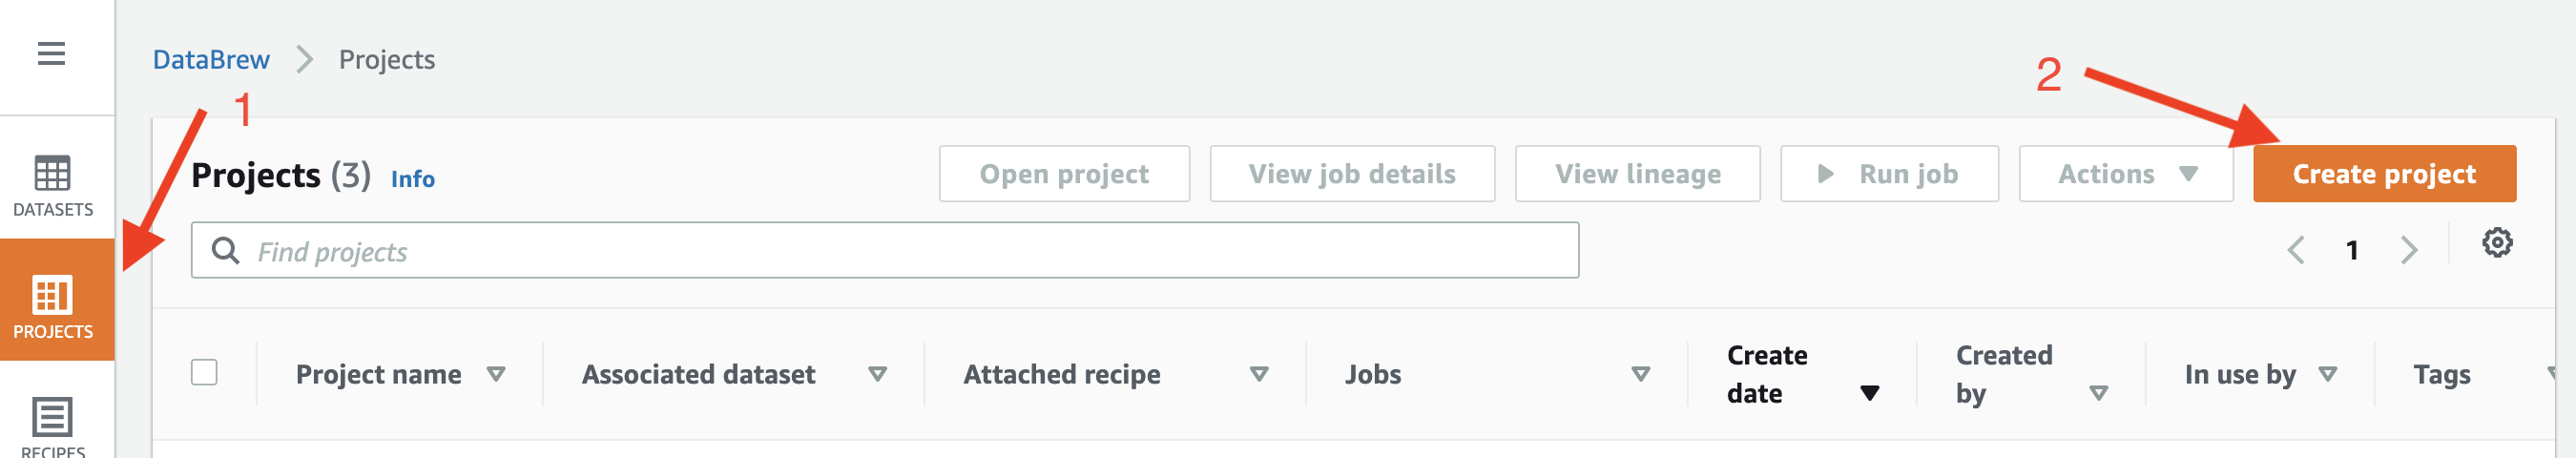 DataBrew > Projects
1
2
DATASETS
PROJECTS
RECIPES
Projects (3) Info
Open project
View job details
View lineage
Run job
Actions
Create project
Find projects
1
Project name
Associated dataset
Attached recipe
Jobs
Create
date
Created
by
In use by
Tags